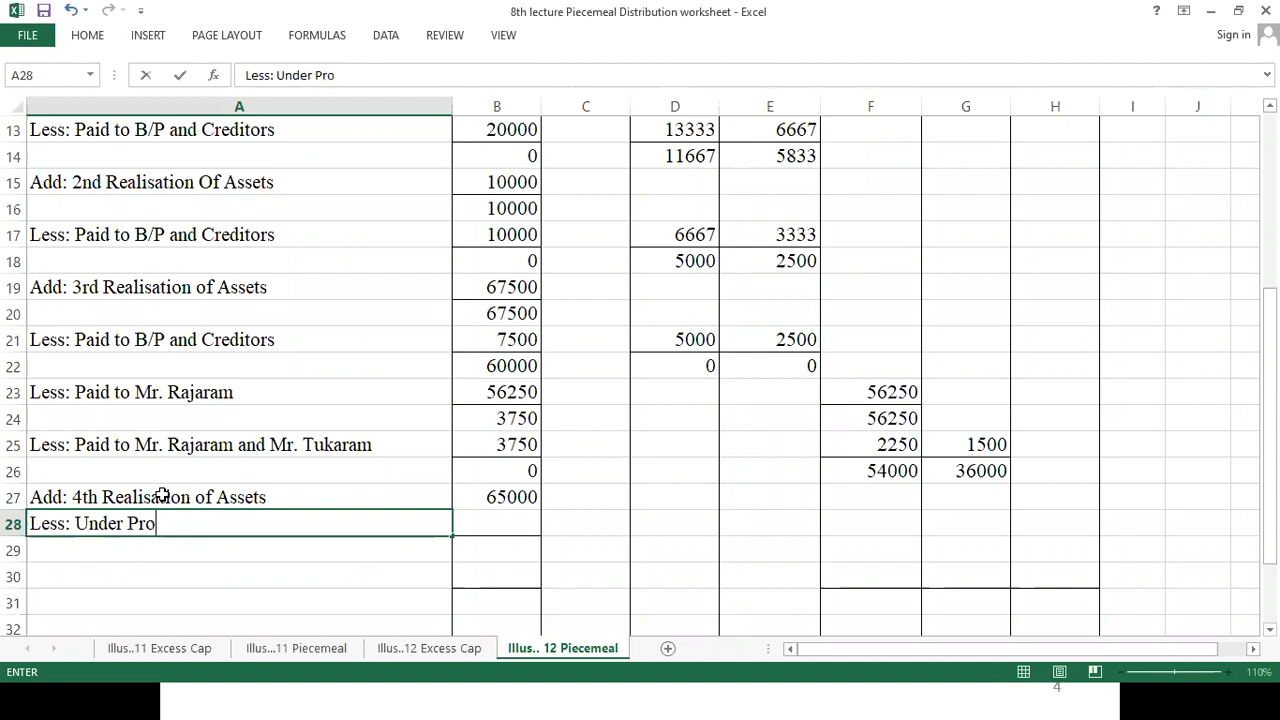 8th lecture Piecemeal Distribution worksheet - Excel
? 
Sign in
FILE HOME INSERT PAGE LAYOUT FORMULAS DATA REVIEW VIEW
A28 fx Less: Under Pro
A B C D E F G H I J
13 Less: Paid to B/P and Creditors 20000 13333 6667
14 0 11667 5833
15 Add: 2nd Realisation Of Assets 10000
16 10000
17 Less: Paid to B/P and Creditors 10000 6667 3333
18 0 5000 2500
19 Add: 3rd Realisation of Assets 67500
20 67500
21 Less: Paid to B/P and Creditors 7500 5000 2500
22 60000 0 0
23 Less: Paid to Mr. Rajaram 56250 56250
24 3750 56250
25 Less: Paid to Mr. Rajaram and Mr. Tukaram 3750 2250 1500
26 0 54000 36000
27 Add: 4th Realisation of Assets 65000
28 Less: Under Pro
29
30
31
32
Illus..11 Excess Cap Illus...11 Piecemeal Illus..12 Excess Cap Illus.. 12 Piecemeal
ENTER 110%
4